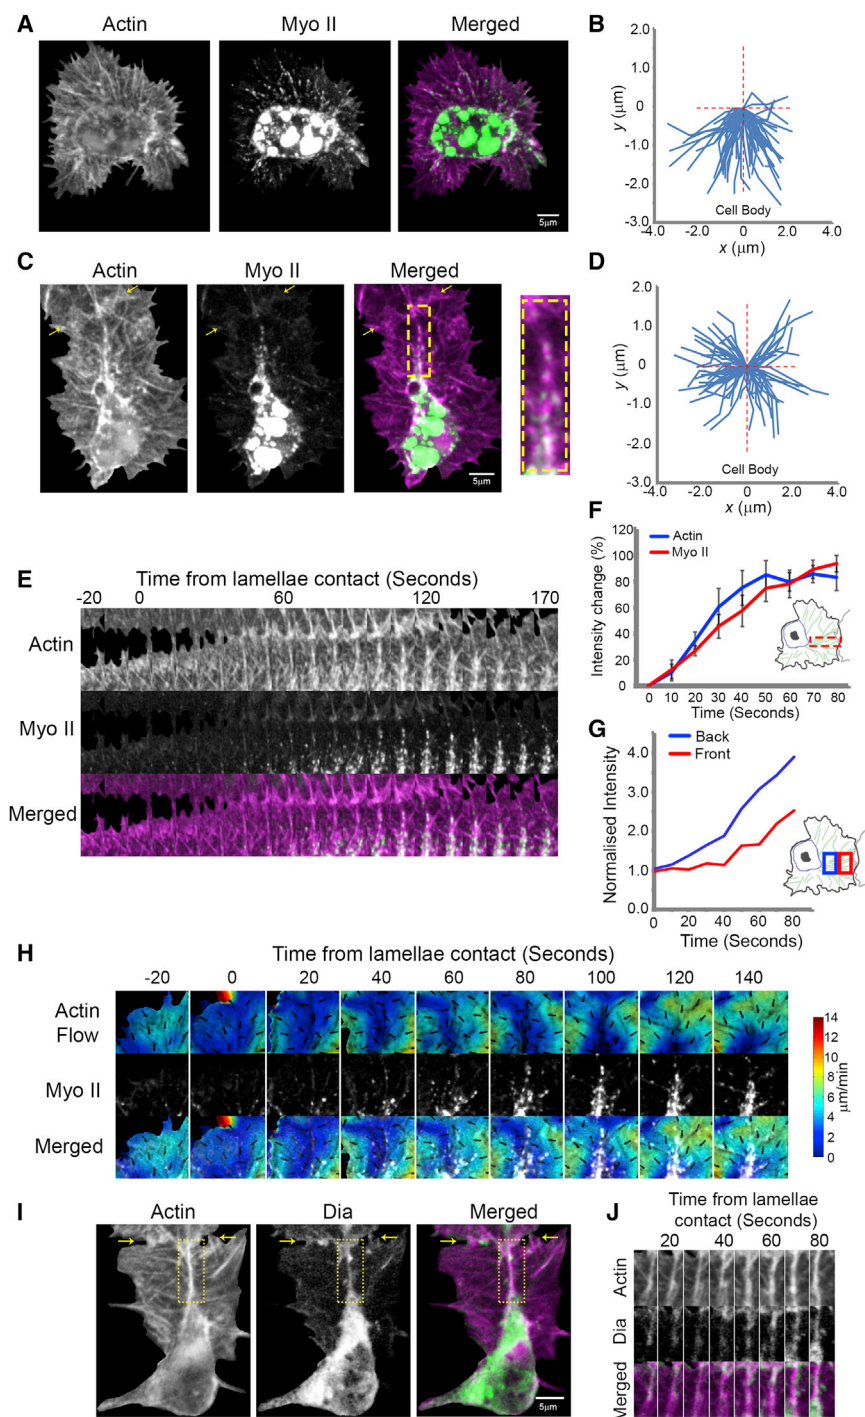 A
Actin Myo II Merged
5μm
B
2.0
1.0
0
-1.0
-2.0
-3.0
y (μm)
Cell Body
-4.0 -2.0 0 2.0 4.0
x (μm)
C
Actin Myo II Merged
5μm
D
2.0
1.0
0
-1.0
-2.0
-3.0
y (μm)
Cell Body
-4.0 -2.0 0 2.0 4.0
x (μm)
E
Time from lamellae contact (Seconds)
-20 0 60 120 170
Actin
Myo II
Merged
F
120
100
80
60
40
20
0
Intensity change (%)
Actin
Myo II
0 10 20 30 40 50 60 70 80
Time (Seconds)
G
Back
Front
4.0
3.0
2.0
1.0
0.0
Normalised Intensity
0 20 40 60 80
Time (Seconds)
H
Time from lamellae contact (Seconds)
-20 0 20 40 60 80 100 120 140
Actin
Flow
Myo II
Merged
14
12
10
8
6
4
2
0
μm/min
I
Actin Dia Merged
5μm
J
Time from lamellae
contact (Seconds)
20 40 60 80
Actin
Dia
Merged